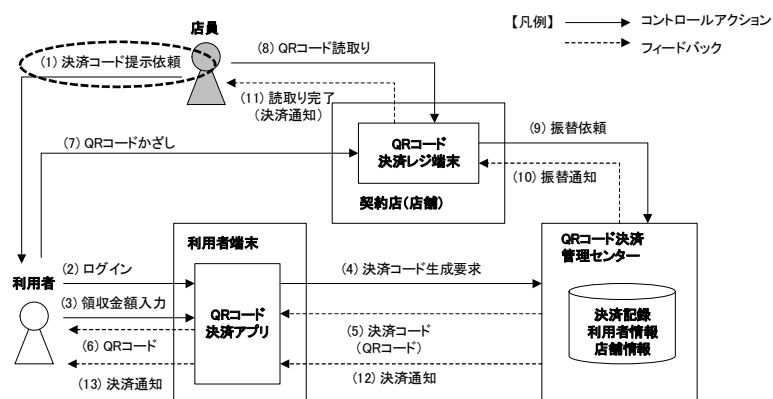 店員
【凡例】
コントロールアクション
フィードバック
(1) 決済コード提示依頼
(8) QRコード読取り
(11) 読取り完了
(決済通知)
(9) 振替依頼
(7) QRコードかざし
QRコード
決済レジ端末
(10) 振替通知
契約店(店舗)
利用者端末
QRコード決済
管理センター
利用者
(2) ログイン
(4) 決済コード生成要求
(3) 領収金額入力
QRコード
決済アプリ
決済記録
利用者情報
店舗情報
(5) 決済コード
(QRコード)
(6) QRコード
(12) 決済通知
(13) 決済通知